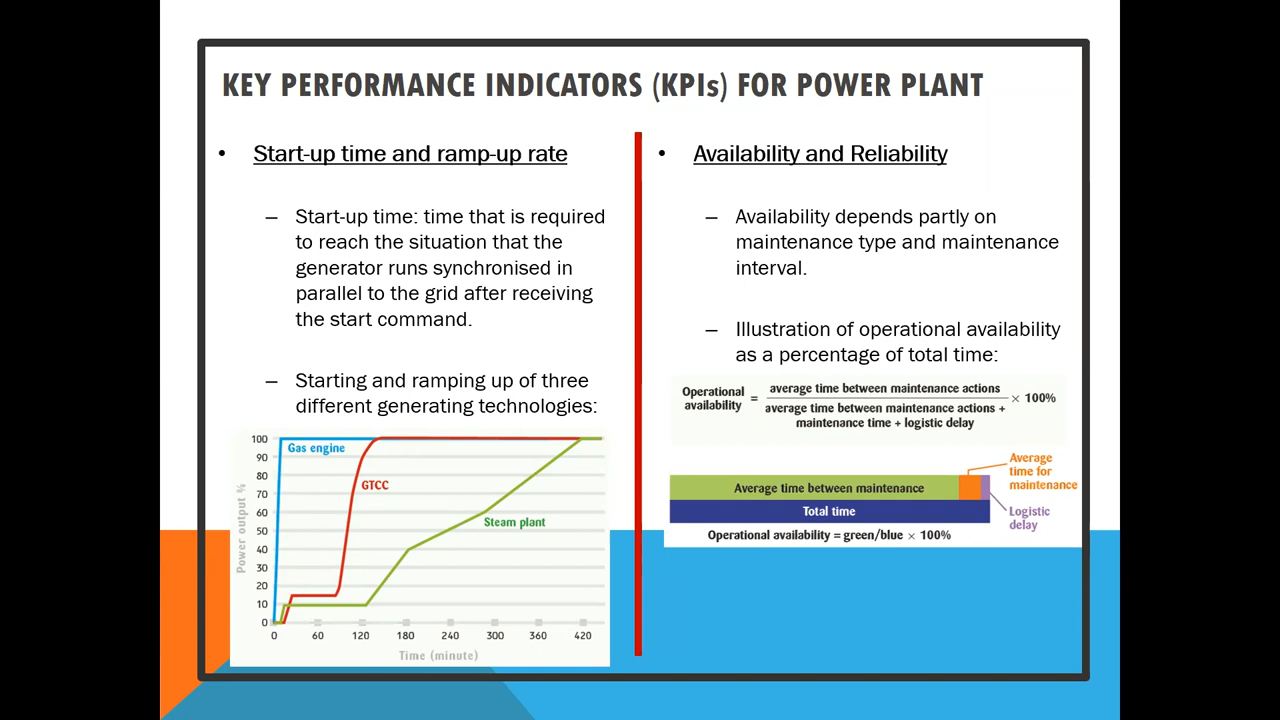 KEY PERFORMANCE INDICATORS (KPIs) FOR POWER PLANT
• Start-up time and ramp-up rate
– Start-up time: time that is required
to reach the situation that the
generator runs synchronised in
parallel to the grid after receiving
the start command.
– Starting and ramping up of three
different generating technologies:
100
90
80
70
60
50
40
30
20
10
0
Power output %
Gas engine
GTCC
Steam plant
0 60 120 180 240 300 360 420
Time (minute)
• Availability and Reliability
– Availability depends partly on
maintenance type and maintenance
interval.
– Illustration of operational availability
as a percentage of total time:
Operational
availability
=
average time between maintenance actions
average time between maintenance actions +
maintenance time + logistic delay
× 100%
Average
time for
maintenance
Average time between maintenance
Total time
Logistic
delay
Operational availability = green/blue × 100%